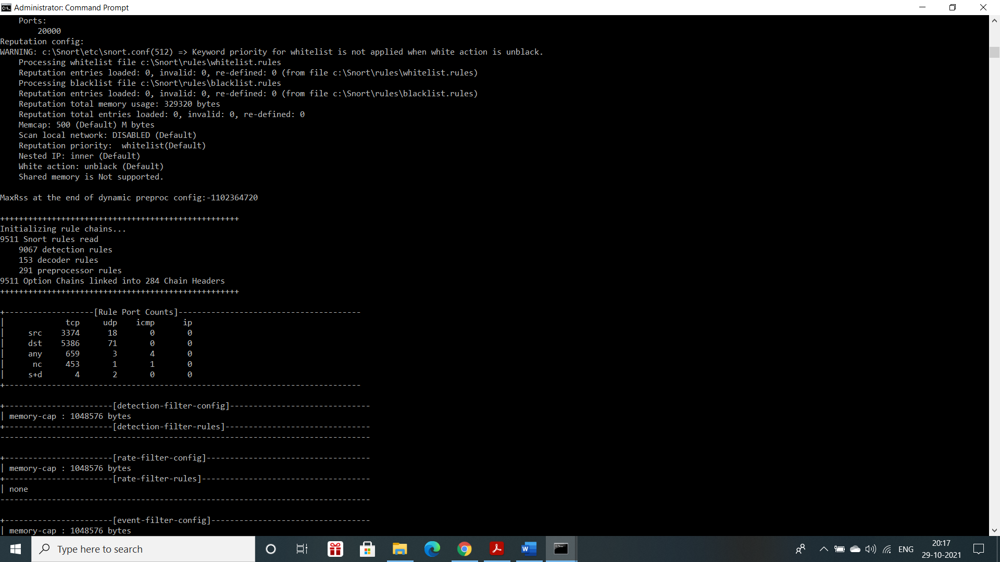 Administrator: Command Prompt
Ports:
20000
Reputation config:
WARNING: c:\Snort\etc\snort.conf(512) => Keyword priority for whitelist is not applied when white action is unblack.
Processing whitelist file c:\Snort\rules\whitelist.rules
Reputation entries loaded: 0, invalid: 0, re-defined: 0 (from file c:\Snort\rules\whitelist.rules)
Processing blacklist file c:\Snort\rules\blacklist.rules
Reputation entries loaded: 0, invalid: 0, re-defined: 0 (from file c:\Snort\rules\blacklist.rules)
Reputation total memory usage: 329320 bytes
Reputation total entries loaded: 0, invalid: 0, re-defined: 0
Memcap: 500 (Default) M bytes
Scan local network: DISABLED (Default)
Reputation priority:  whitelist(Default)
Nested IP: inner (Default)
White action: unblack (Default)
Shared memory is Not supported.
MaxRss at the end of dynamic preproc config:-1102364720
+++++++++++++++++++++++++++++++++++++++++++++++++++
Initializing rule chains...
9511 Snort rules read
9067 detection rules
153 decoder rules
291 preprocessor rules
9511 Option Chains linked into 284 Chain Headers
+++++++++++++++++++++++++++++++++++++++++++++++++++
+-------------------[Rule Port Counts]---------------------------------------
|             tcp     udp    icmp      ip
|     src    3374      18       0       0
|     dst    5386      71       0       0
|     any     659       3       4       0
|      nc     453       1       1       0
|     s+d       4       2       0       0
+----------------------------------------------------------------------------
+-----------------------[detection-filter-config]------------------------------
| memory-cap : 1048576 bytes
+-----------------------[detection-filter-rules]-------------------------------
-------------------------------------------------------------------------------
+-----------------------[rate-filter-config]-----------------------------------
| memory-cap : 1048576 bytes
+-----------------------[rate-filter-rules]------------------------------------
| none
-------------------------------------------------------------------------------
+-----------------------[event-filter-config]----------------------------------
| memory-cap : 1048576 bytes
Type here to search
ENG
20:17
29-10-2021